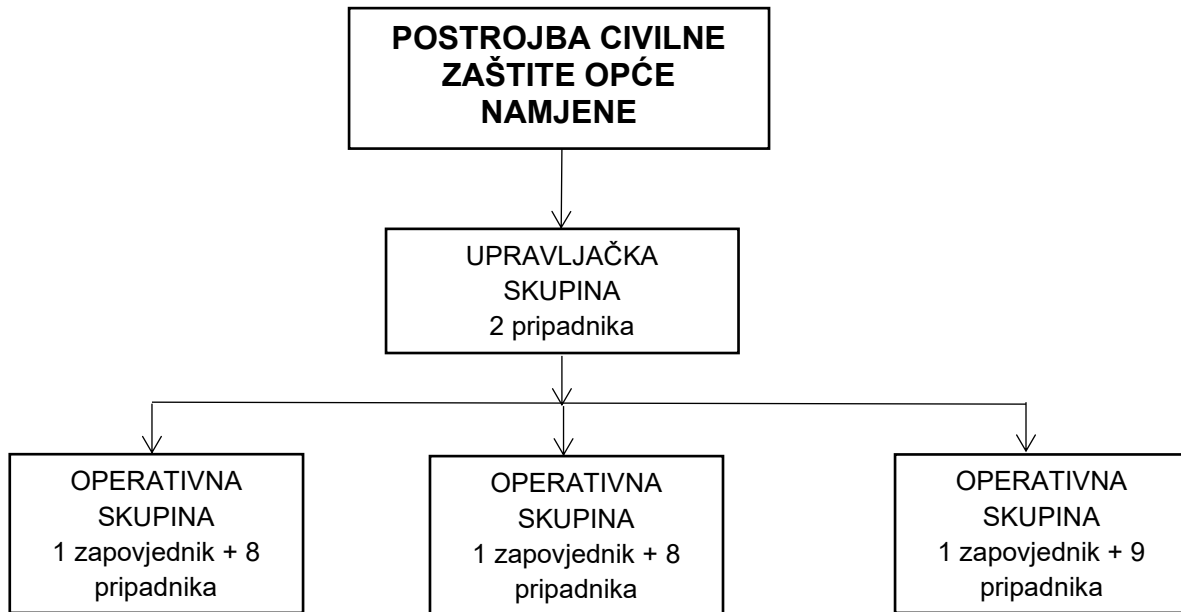 POSTROJBA CIVILNE
ZAŠTITE OPĆE
NAMJENE
UPRAVLJAČKA
SKUPINA
2 pripadnika
OPERATIVNA
SKUPINA
1 zapovjednik + 8
pripadnika
OPERATIVNA
SKUPINA
1 zapovjednik + 8
pripadnika
OPERATIVNA
SKUPINA
1 zapovjednik + 9
pripadnika